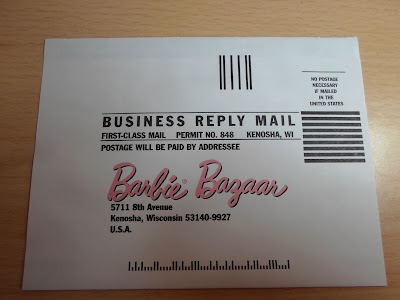 NO POSTAGE
NECESSARY
IF MAILED
IN THE
UNITED STATES
BUSINESS REPLY MAIL
FIRST-CLASS MAIL PERMIT NO. 848 KENOSHA, WI
POSTAGE WILL BE PAID BY ADDRESSEE
Barbie® Bazaar
5711 8th Avenue
Kenosha, Wisconsin 53140-9927
U.S.A.